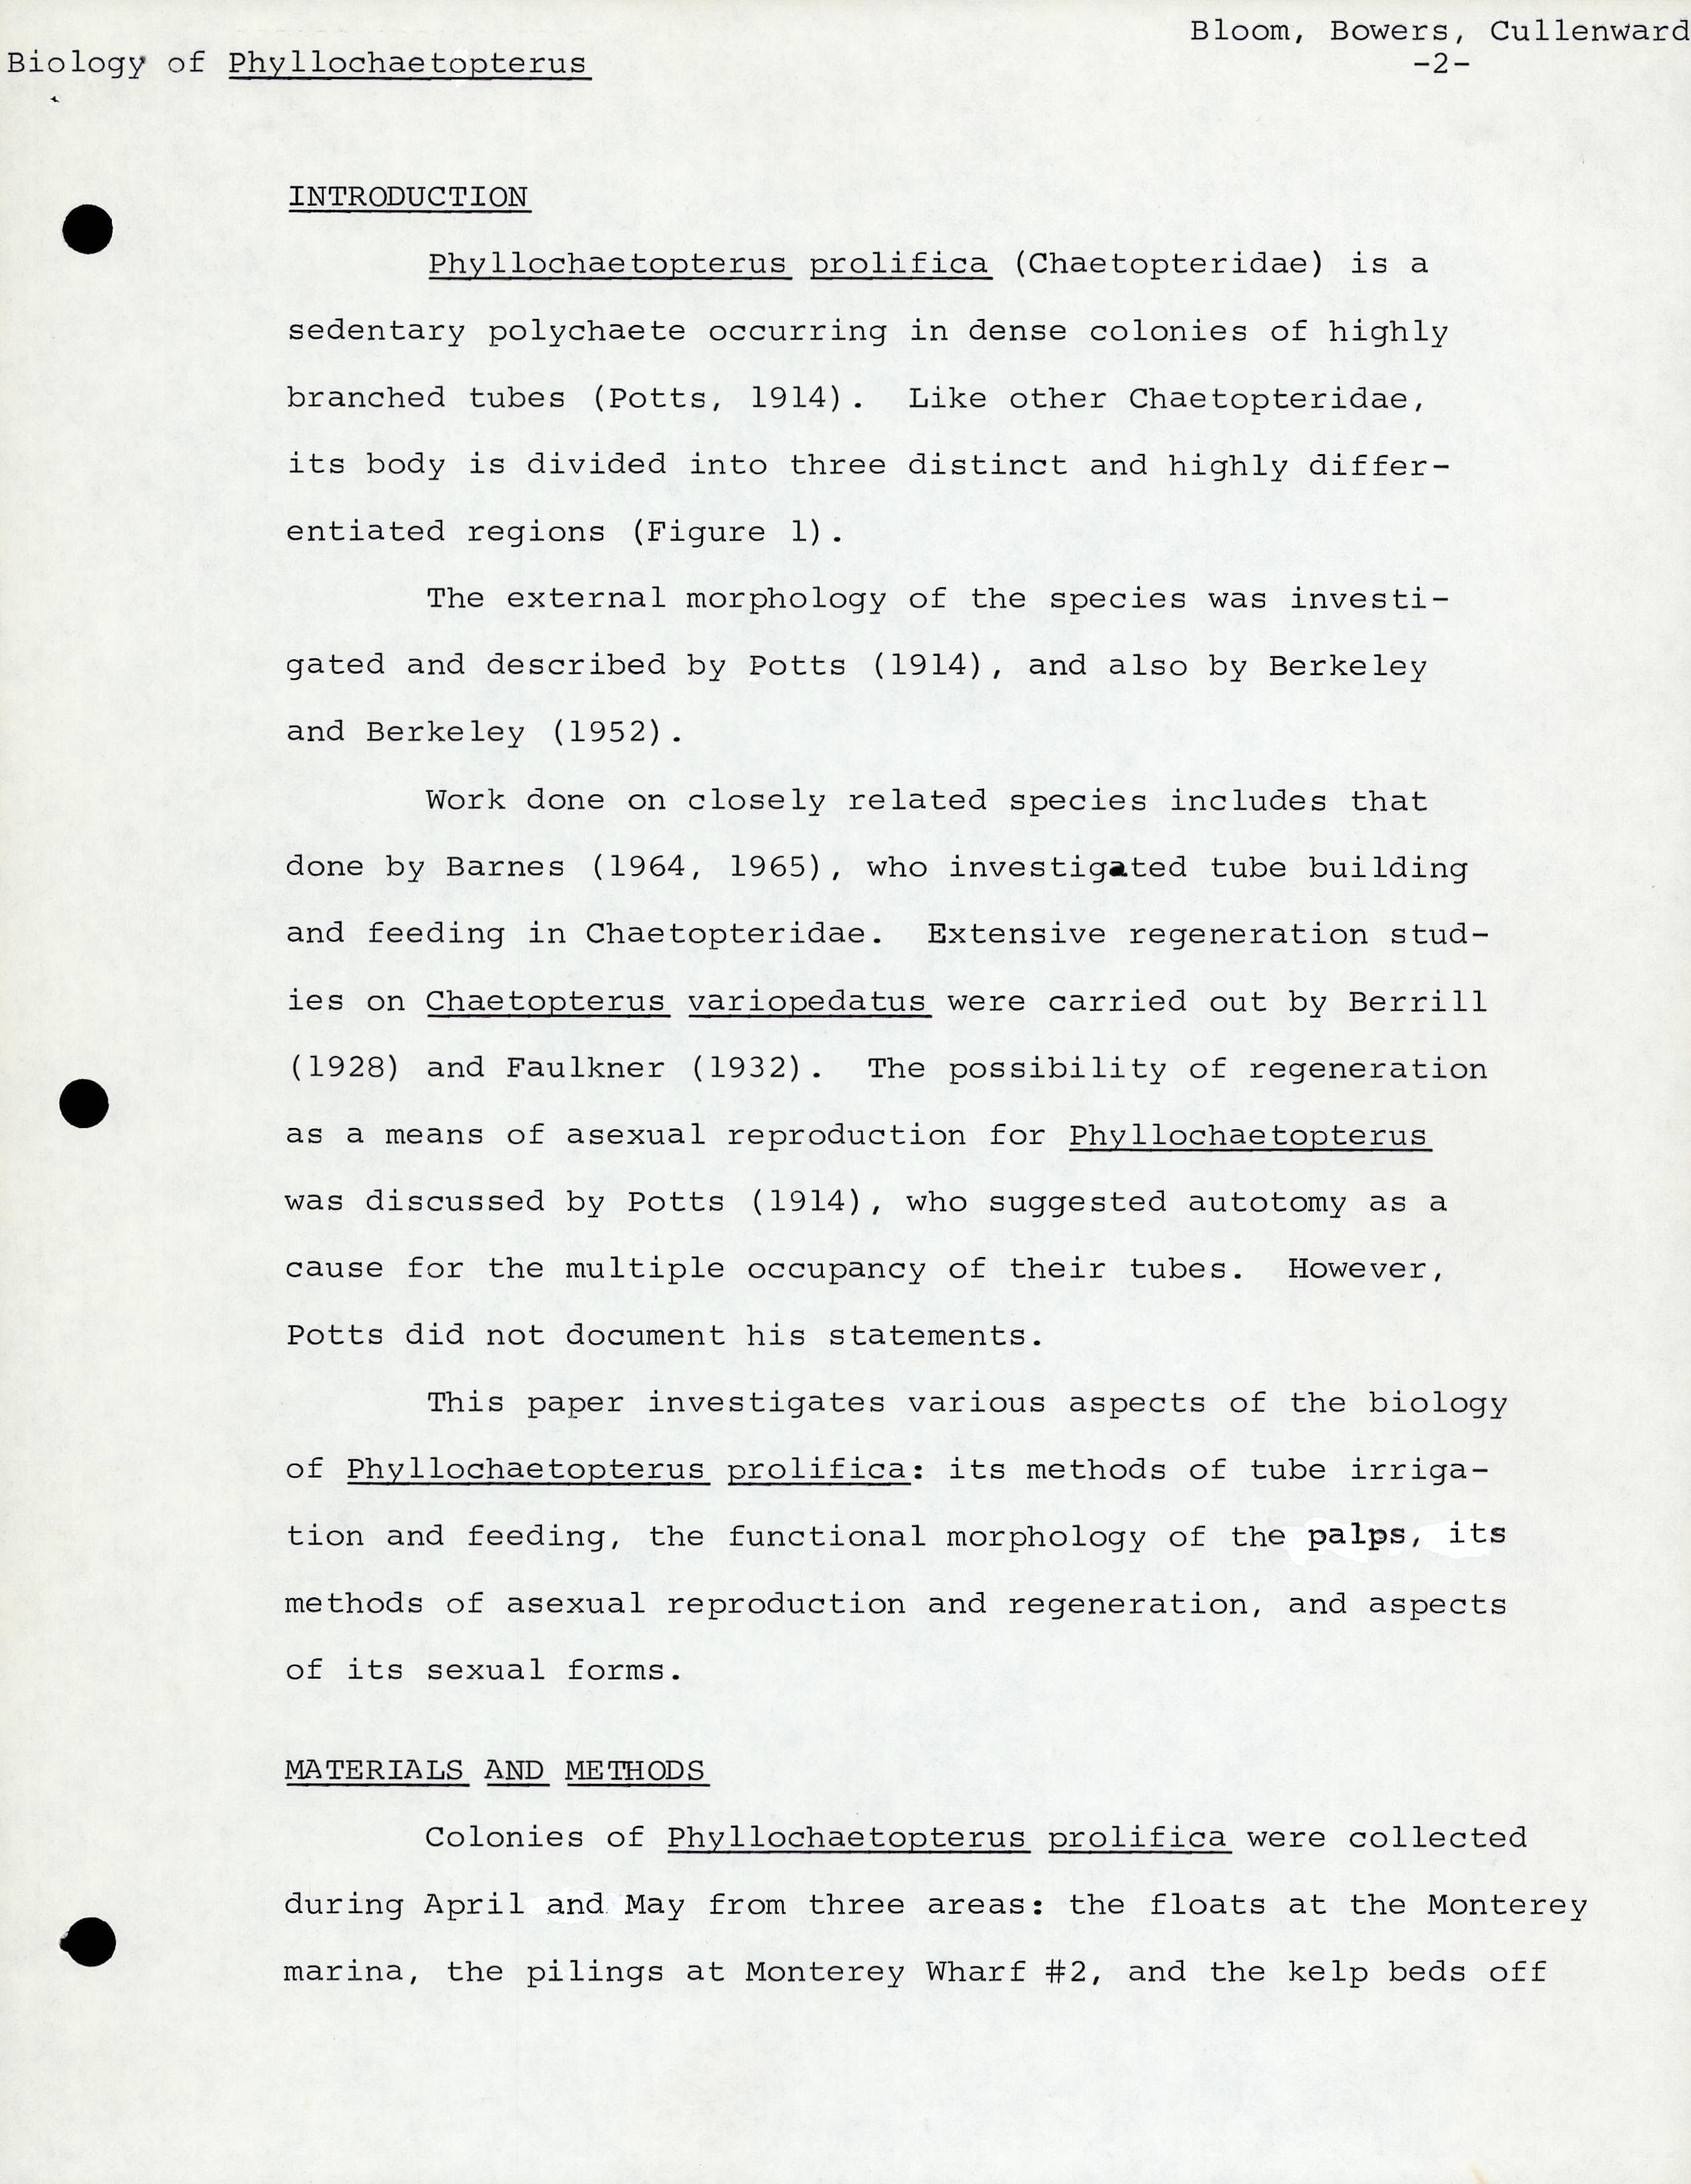 Bloom, Bowers, Cullenward
Biology of Phyllochaetopterus
-2-
INTRODUCTION
Phyllochaetopterus prolifica (Chaetopteridae) is a
sedentary polychaete occurring in dense colonies of highly
branched tubes (Potts, 1914). Like other Chaetopteridae,
its body is divided into three distinct and highly differ-
entiated regions (Figure 1).
The external morphology of the species was investi-
gated and described by Potts (1914), and also by Berkeley
and Berkeley (1952).
Work done on closely related species includes that
done by Barnes (1964, 1965), who investigated tube building
and feeding in Chaetopteridae. Extensive regeneration stud-
ies on Chaetopterus variopedatus were carried out by Berrill
(1928) and Faulkner (1932). The possibility of regeneration
as a means of asexual reproduction for Phyllochaetopterus
was discussed by Potts (1914), who suggested autotomy as a
cause for the multiple occupancy of their tubes. However,
Potts did not document his statements.
This paper investigates various aspects of the biology
of Phyllochaetopterus prolifica: its methods of tube irriga-
tion and feeding, the functional morphology of the palps, its
methods of asexual reproduction and regeneration, and aspects
of its sexual forms.
MATERIALS AND METHODS
Colonies of Phyllochaetopterus prolifica were collected
during April and May from three areas: the floats at the Monterey
marina, the pilings at Monterey Wharf #2, and the kelp beds off